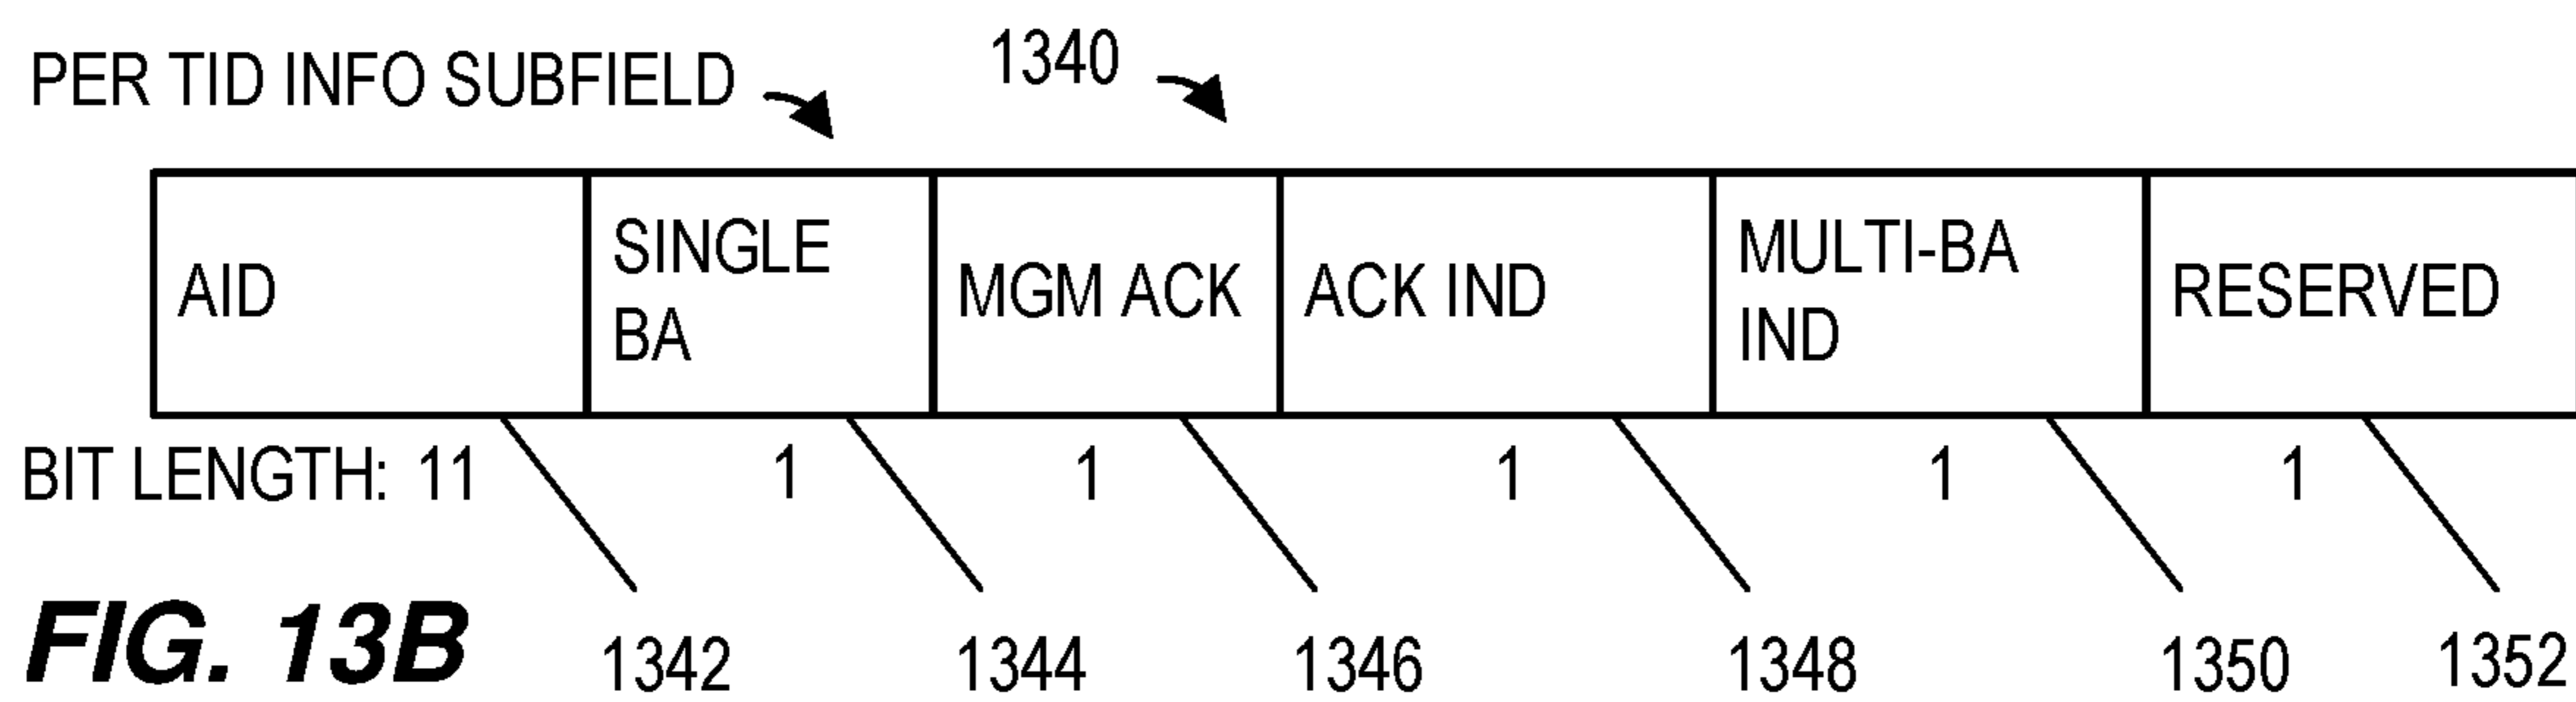 PER TID INFO SUBFIELD 1340
AID
SINGLE
BA
MGM ACK
ACK IND
MULTI-BA
IND
RESERVED
BIT LENGTH: 11 1 1 1 1 1
FIG. 13B 1342 1344 1346 1348 1350 1352